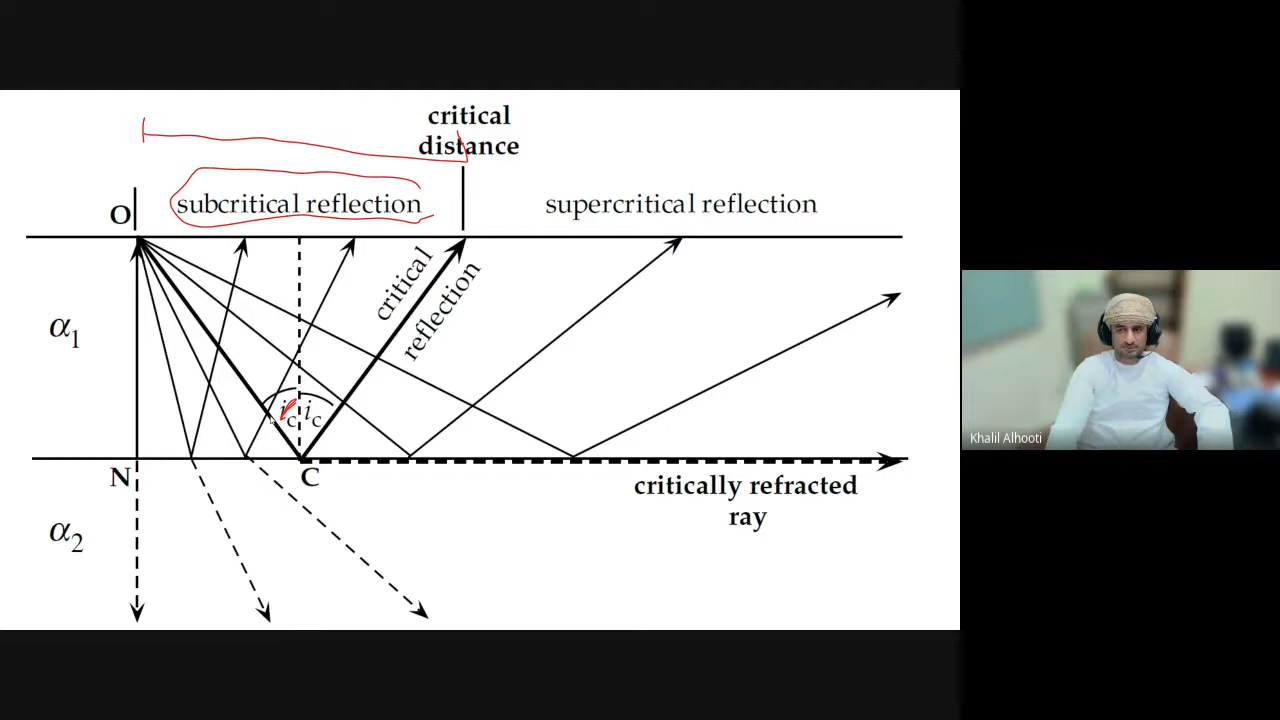 critical
distance
subcritical reflection
supercritical reflection
O
critical
reflection
α1
ic
ic
N
C
critically refracted
ray
α2
Khalil Alhooti